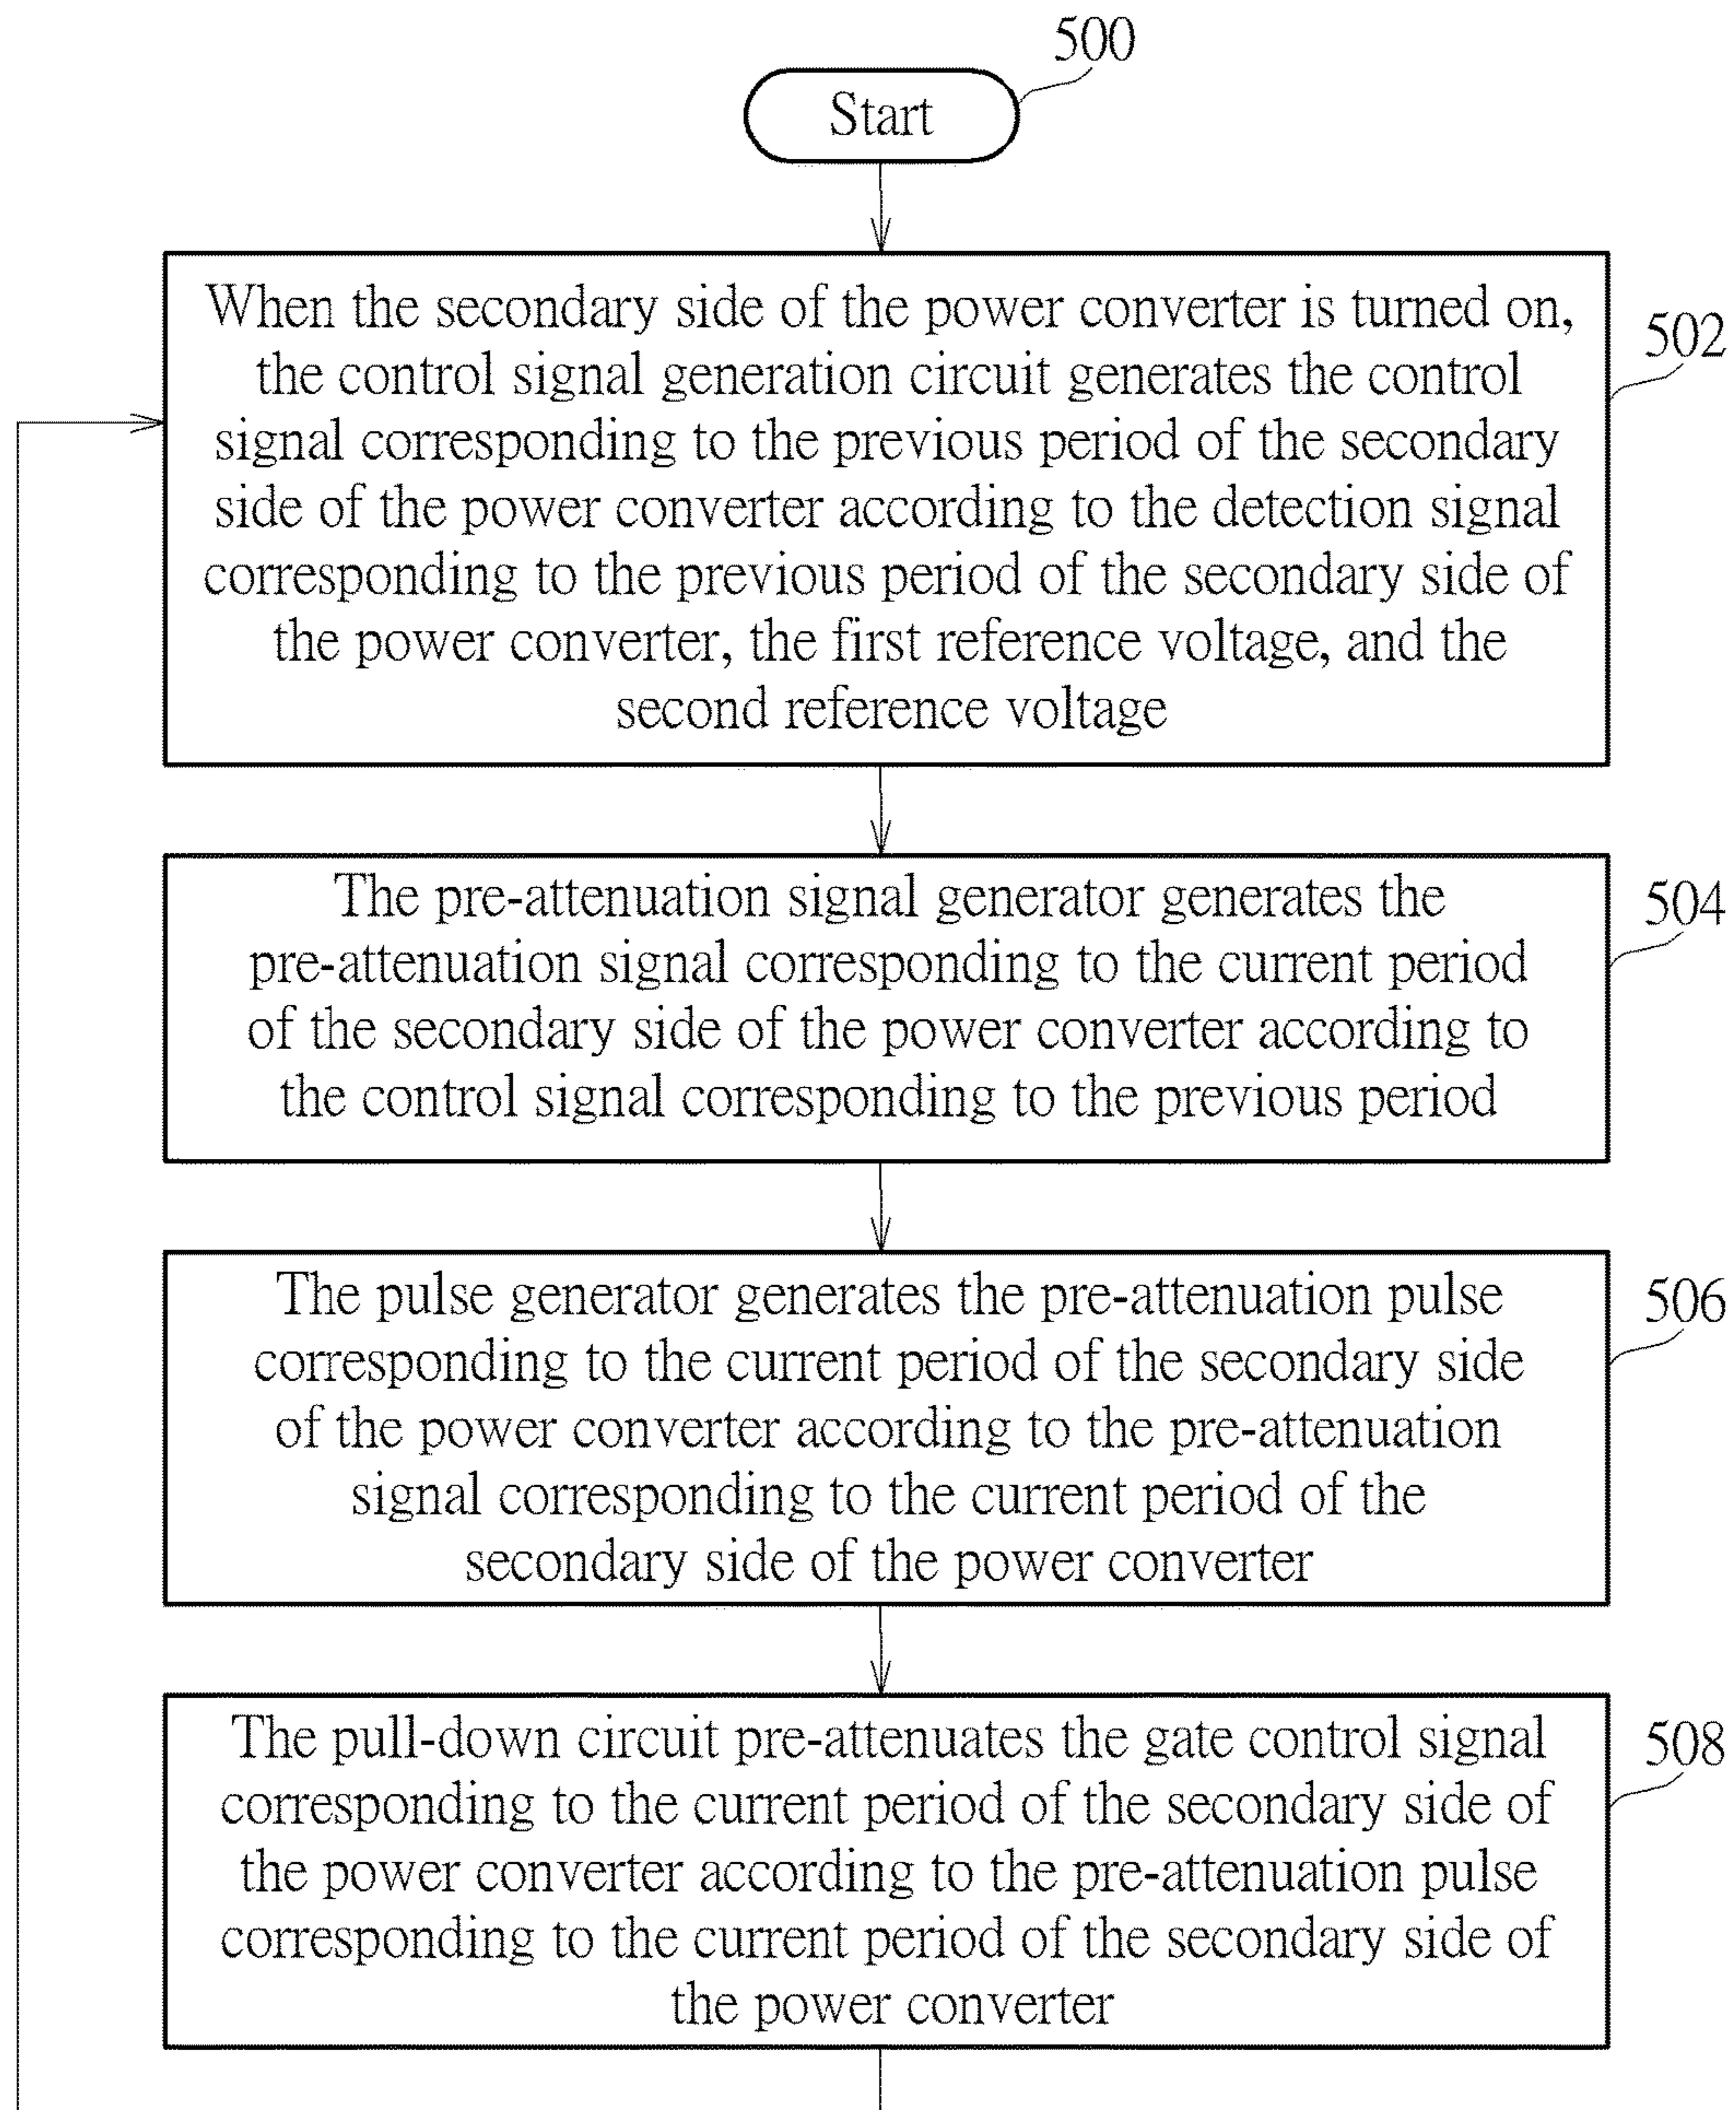 500
Start
When the secondary side of the power converter is turned on,
the control signal generation circuit generates the control
signal corresponding to the previous period of the secondary
side of the power converter according to the detection signal
corresponding to the previous period of the secondary side of
the power converter, the first reference voltage, and the
second reference voltage
502
The pre-attenuation signal generator generates the
pre-attenuation signal corresponding to the current period
of the secondary side of the power converter according to
the control signal corresponding to the previous period
504
The pulse generator generates the pre-attenuation pulse
corresponding to the current period of the secondary side
of the power converter according to the pre-attenuation
signal corresponding to the current period of the
secondary side of the power converter
506
The pull-down circuit pre-attenuates the gate control signal
corresponding to the current period of the secondary side of
the power converter according to the pre-attenuation pulse
corresponding to the current period of the secondary side of
the power converter
508